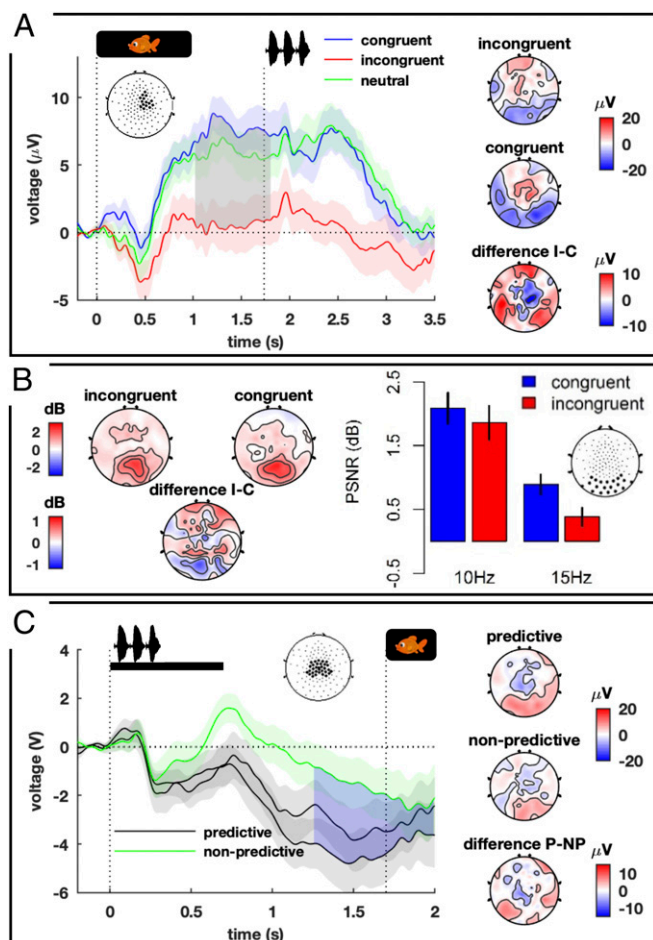 A
congruent
incongruent
neutral
voltage (µV)
10
5
0
-5
0
0.5
1
1.5
2
2.5
3
3.5
time (s)
incongruent
congruent
difference I-C
µV
20
0
-20
µV
10
0
-10
B
incongruent
congruent
difference I-C
dB
2
0
-2
dB
1
0
-1
PSNR (dB)
2.5
1.5
0.5
-0.5
10Hz
15Hz
congruent
incongruent
C
voltage (V)
4
2
0
-2
-4
-6
0
0.5
1
1.5
2
time (s)
predictive
non-predictive
predictive
non-predictive
difference P-NP
µV
20
0
-20
µV
10
0
-10